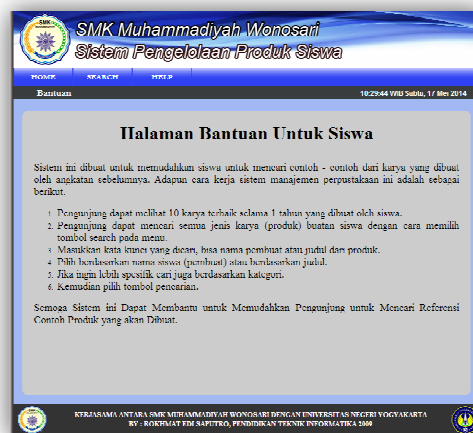 SMK Muhammadiyah Wonosari
Sistem Pengelolaan Produk Siswa
HOME SEARCH HELP
Bantuan 10:29:44 WIB Sabtu, 17 Mei 2014
Halaman Bantuan Untuk Siswa
Sistem ini dibuat untuk memudahkan siswa untuk mencari contoh - contoh dari karya yang dibuat
oleh angkatan sebelumnya. Adapun cara kerja sistem manajemen perpustakaan ini adalah sebagai
berikut.
1. Pengunjung dapat melihat 10 karya terbaik selama 1 tahun yang dibuat oleh siswa.
2. Pengunjung dapat mencari semua jenis karya (produk) buatan siswa dengan cara memilih
tombol search pada menu.
3. Masukkan kata kunci yang dicari, bisa nama pembuat atau judul dari produk.
4. Pilih berdasarkan nama siswa (pembuat) atau berdasarkan judul.
5. Jika ingin lebih spesifik cari juga berdasarkan kategori.
6. Kemudian pilih tombol pencarian.
Semoga Sistem ini Dapat Membantu untuk Memudahkan Pengunjung untuk Mencari Referensi
Contoh Produk yang akan Dibuat.
KERJASAMA ANTARA SMK MUHAMMADIYAH WONOSARI DENGAN UNIVERSITAS NEGERI YOGYAKARTA
BY : ROKHMAT EDI SAPUTRO, PENDIDIKAN TEKNIK INFORMATIKA 2009